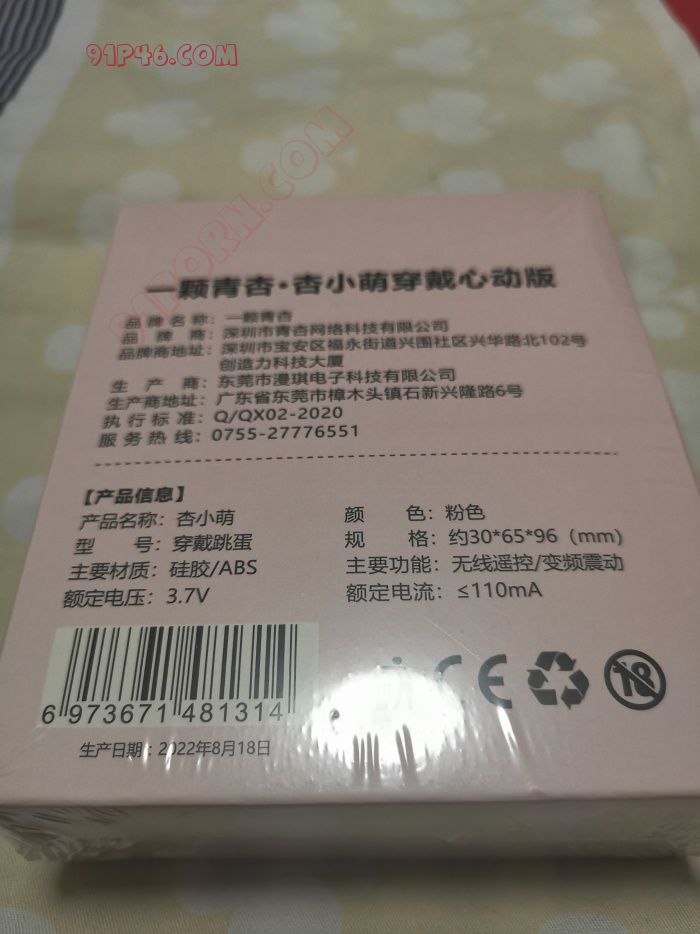 91P46.COM
91PORN.COM
一颗青杏·杏小萌穿戴心动版
品牌名称：一颗青杏
品 牌 商：深圳市青杏网络科技有限公司
品牌商地址：深圳市宝安区福永街道兴围社区兴华路北102号
创造力科技大厦
生 产 商：东莞市漫琪电子科技有限公司
生产商地址：广东省东莞市樟木头镇石新兴隆路6号
执行标准：Q/QX02-2020
服务热线：0755-27776551
【产品信息】
产品名称：杏小萌 颜 色：粉色
型 号：穿戴跳蛋 规 格：约30*65*96（mm）
主要材质：硅胶/ABS 主要功能：无线遥控/变频震动
额定电压：3.7V 额定电流：≤110mA
6 973671 481314
CE
18
生产日期：2022年8月18日